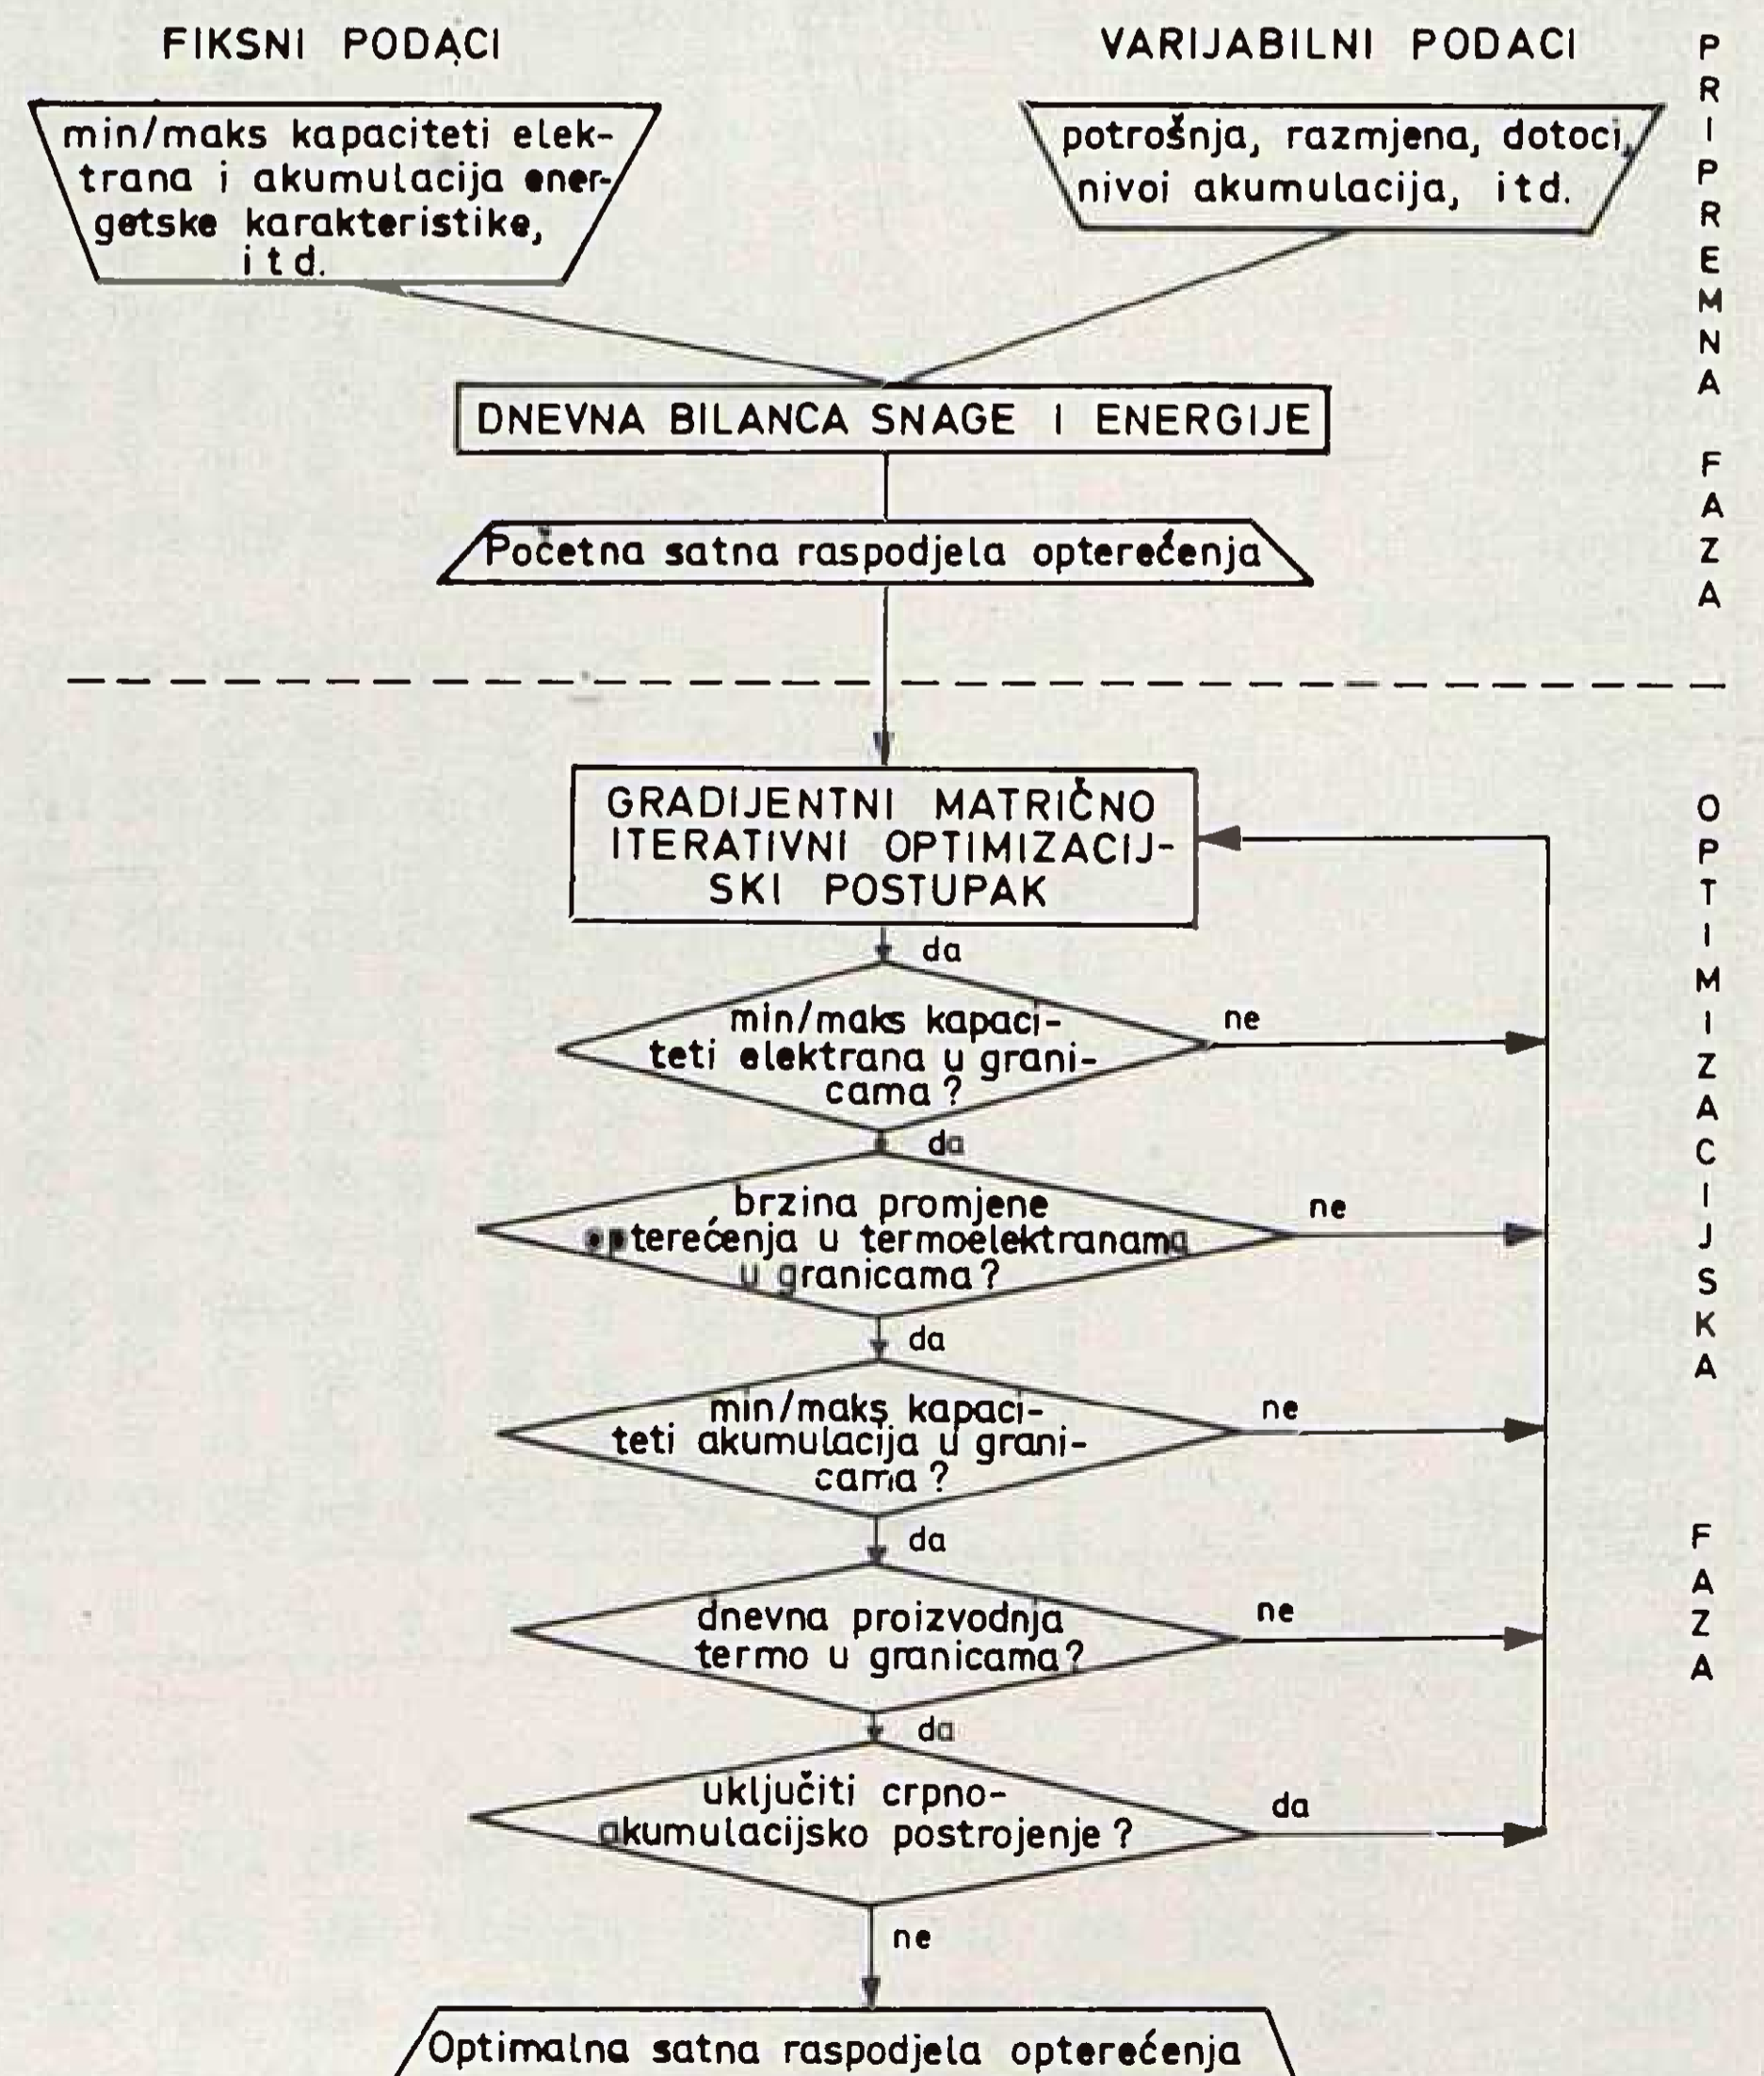 FIKSNI PODACI
min/maks kapaciteti elek-
trana i akumulacija ener-
getske karakteristike,
itd.
VARIJABILNI PODACI
potrošnja, razmjena, dotoci,
nivoi akumulacija, itd.
PRIPREMNA FAZA
DNEVNA BILANCA SNAGE I ENERGIJE
Početna satna raspodjela opterećenja
OPTIMIZACIJSKA FAZA
GRADIJENTNI MATRIČNO
ITERATIVNI OPTIMIZACIJ-
SKI POSTUPAK
da
min/maks kapaci-
teti elektrana u grani-
cama?
ne
da
brzina promjene
opterećenja u termoelektranama
u granicama?
ne
da
min/maks kapaci-
teti akumulacija u grani-
cama?
ne
da
dnevna proizvodnja
termo u granicama?
ne
da
uključiti crpno-
akumulacijsko postrojenje?
da
ne
Optimalna satna raspodjela opterećenja